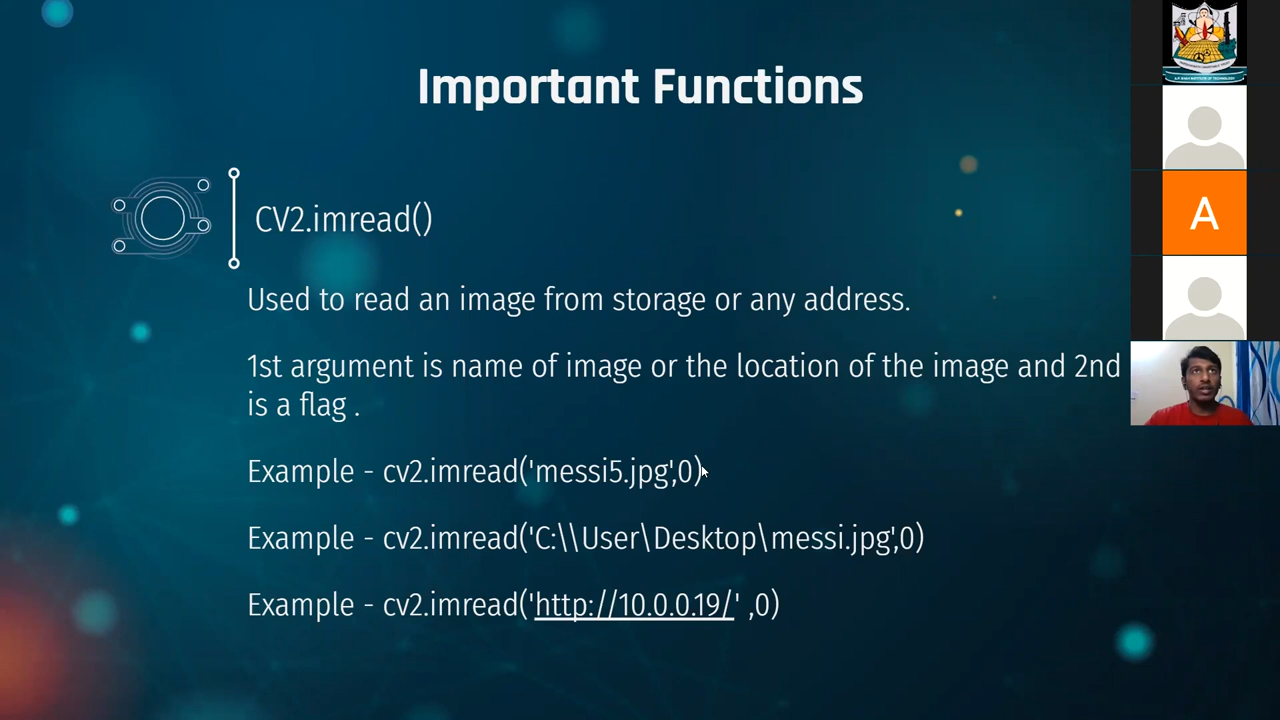 Important Functions
CV2.imread()
Used to read an image from storage or any address.
1st argument is name of image or the location of the image and 2nd
is a flag .
Example - cv2.imread('messi5.jpg',0)
Example - cv2.imread('C:\\User\Desktop\messi.jpg',0)
Example - cv2.imread('http://10.0.0.19/' ,0)
A